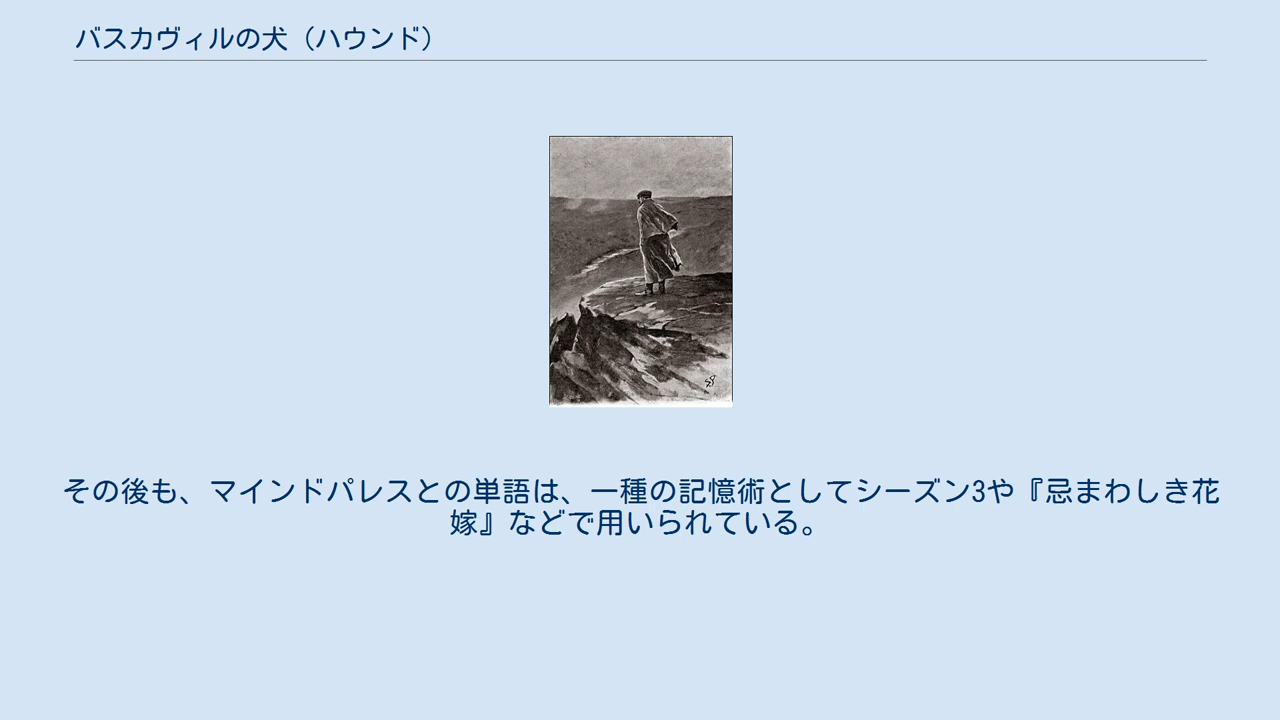 バスカヴィルの犬（ハウンド）
その後も、マインドパレスとの単語は、一種の記憶術としてシーズン3や『忌まわしき花
嫁』などで用いられている。